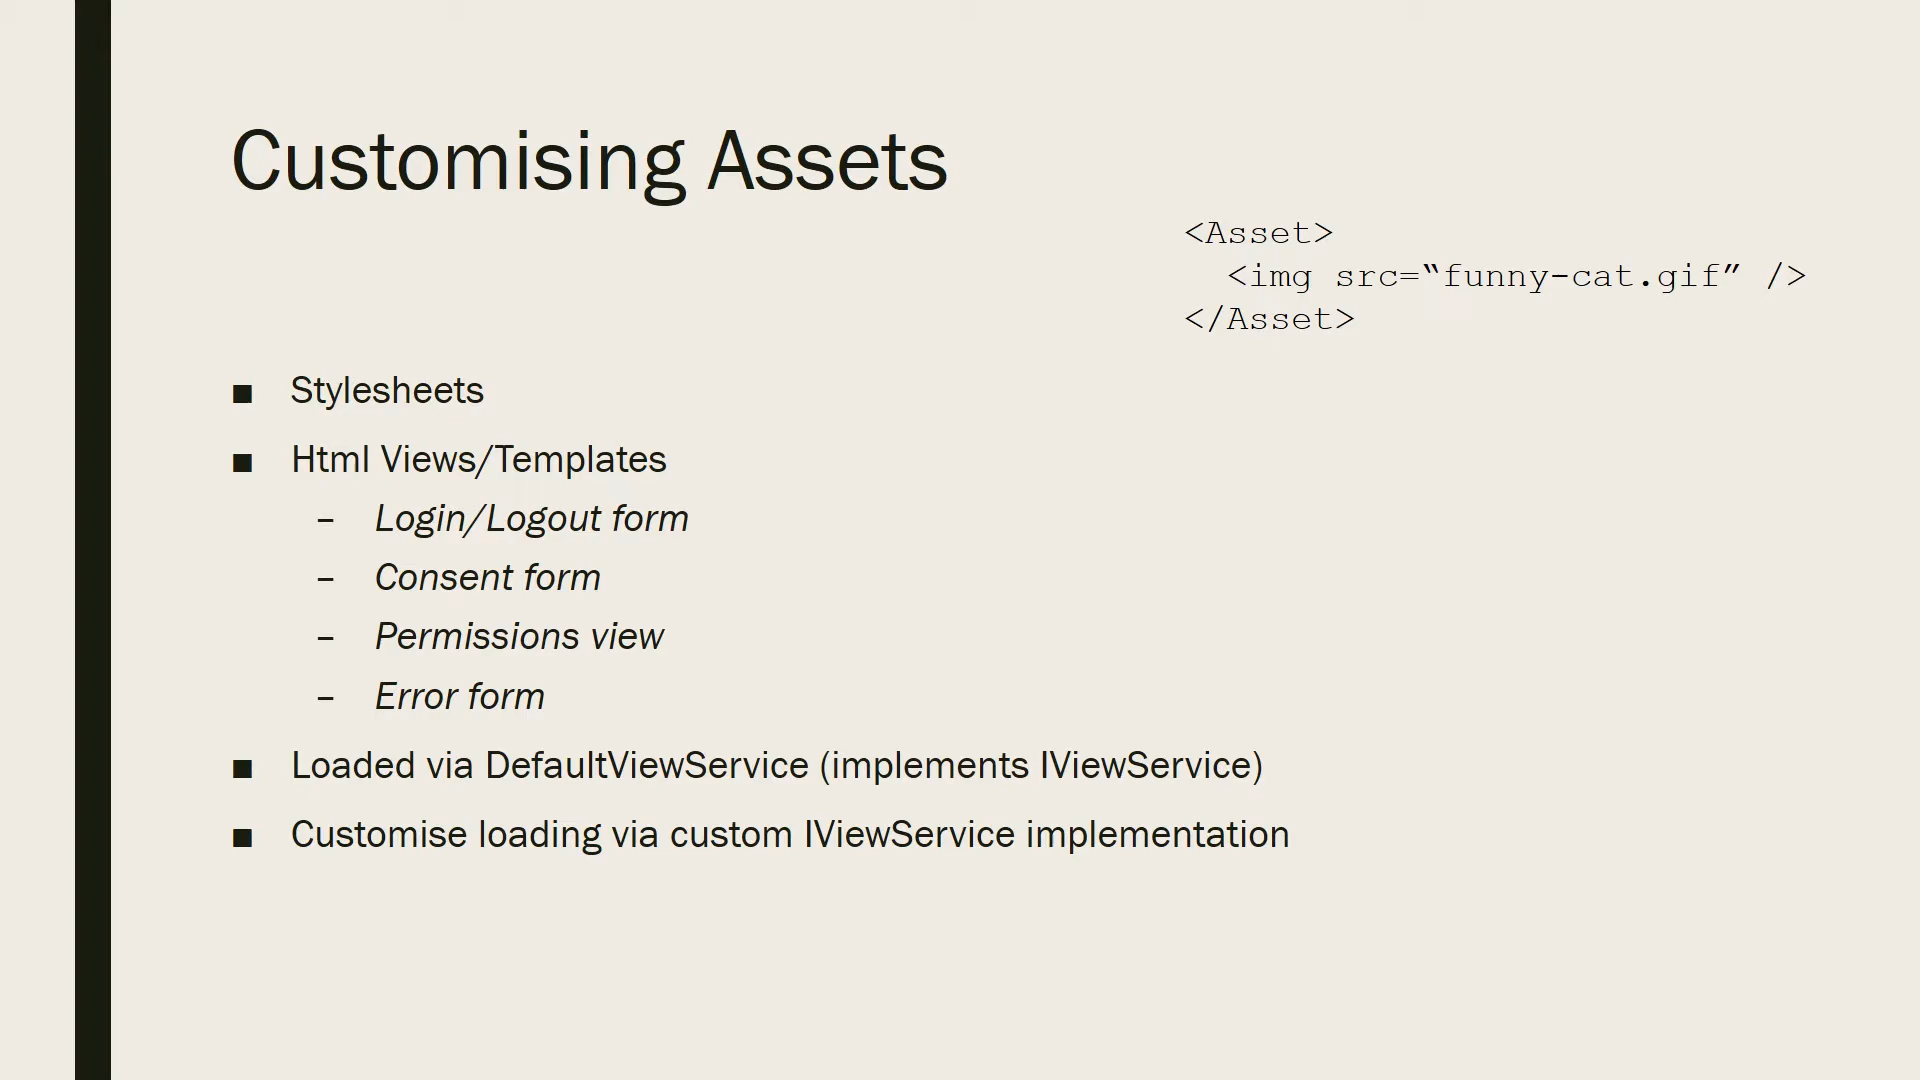 Customising Assets
<Asset>
<img src=“funny-cat.gif” />
</Asset>
■ Stylesheets
■ Html Views/Templates
– Login/Logout form
– Consent form
– Permissions view
– Error form
■ Loaded via DefaultViewService (implements IViewService)
■ Customise loading via custom IViewService implementation